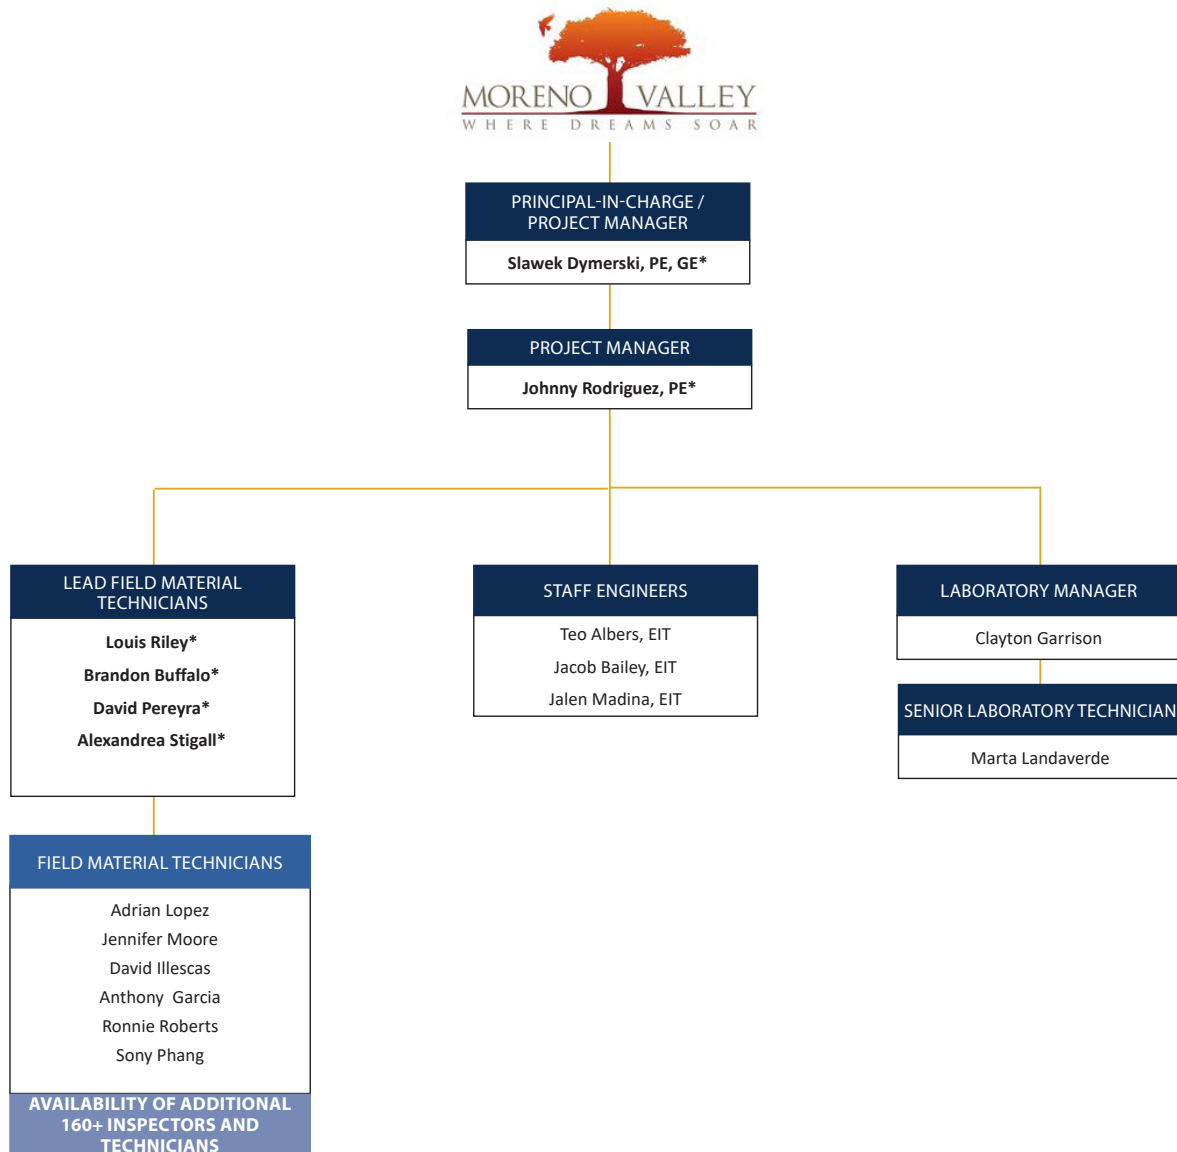 MORENO VALLEY
WHERE DREAMS SOAR
PRINCIPAL-IN-CHARGE /
PROJECT MANAGER
Slawek Dymerski, PE, GE*
PROJECT MANAGER
Johnny Rodriguez, PE*
LEAD FIELD MATERIAL
TECHNICIANS
Louis Riley*
Brandon Buffalo*
David Pereyra*
Alexandrea Stigall*
FIELD MATERIAL TECHNICIANS
Adrian Lopez
Jennifer Moore
David Illescas
Anthony  Garcia
Ronnie Roberts
Sony Phang
AVAILABILITY OF ADDITIONAL
160+ INSPECTORS AND
TECHNICIANS
STAFF ENGINEERS
Teo Albers, EIT
Jacob Bailey, EIT
Jalen Madina, EIT
LABORATORY MANAGER
Clayton Garrison
SENIOR LABORATORY TECHNICIAN
Marta Landaverde